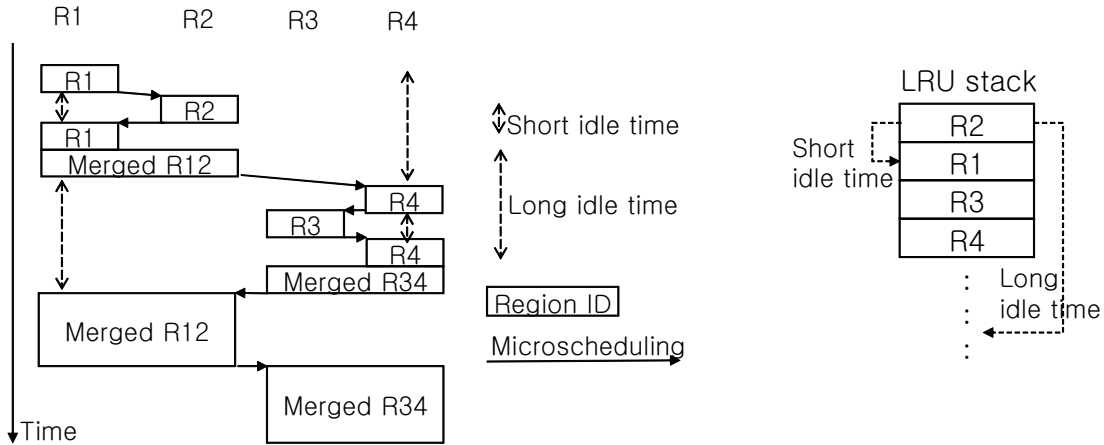 R1 R2 R3 R4
R1
R2
R1
Merged R12
R4
R3
R4
Merged R34
Merged R12
Merged R34
Time
Short idle time
Long idle time
Region ID
Microscheduling
LRU stack
R2
R1
R3
R4
Short
idle time
Long
idle time